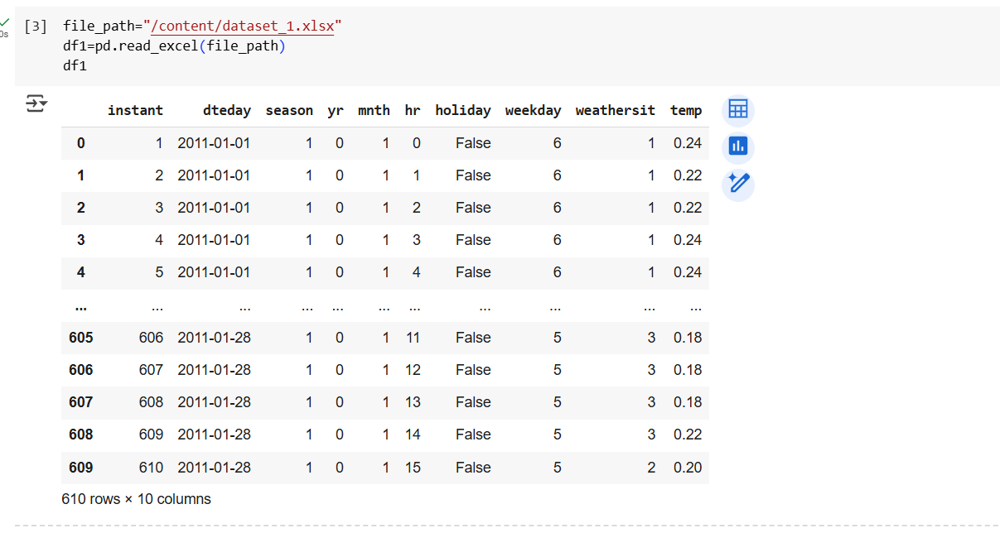 [3] file_path="/content/dataset_1.xlsx"
0s df1=pd.read_excel(file_path)
df1
instant dteday season yr mnth hr holiday weekday weathersit temp
0 1 2011-01-01 1 0 1 0 False 6 1 0.24
1 2 2011-01-01 1 0 1 1 False 6 1 0.22
2 3 2011-01-01 1 0 1 2 False 6 1 0.22
3 4 2011-01-01 1 0 1 3 False 6 1 0.24
4 5 2011-01-01 1 0 1 4 False 6 1 0.24
... ... ... ... ... ... ... ... ... ... ...
605 606 2011-01-28 1 0 1 11 False 5 3 0.18
606 607 2011-01-28 1 0 1 12 False 5 3 0.18
607 608 2011-01-28 1 0 1 13 False 5 3 0.18
608 609 2011-01-28 1 0 1 14 False 5 3 0.22
609 610 2011-01-28 1 0 1 15 False 5 2 0.20
610 rows × 10 columns